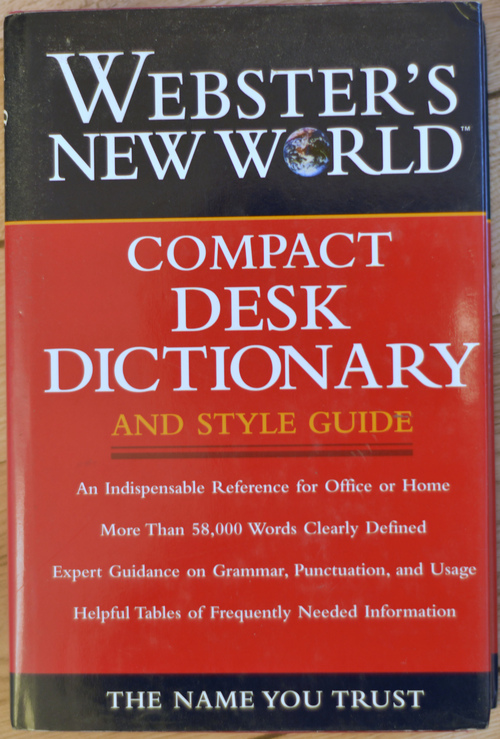 WEBSTER'S
NEW WORLD™
COMPACT
DESK
DICTIONARY
AND STYLE GUIDE
An Indispensable Reference for Office or Home
More Than 58,000 Words Clearly Defined
Expert Guidance on Grammar, Punctuation, and Usage
Helpful Tables of Frequently Needed Information
THE NAME YOU TRUST